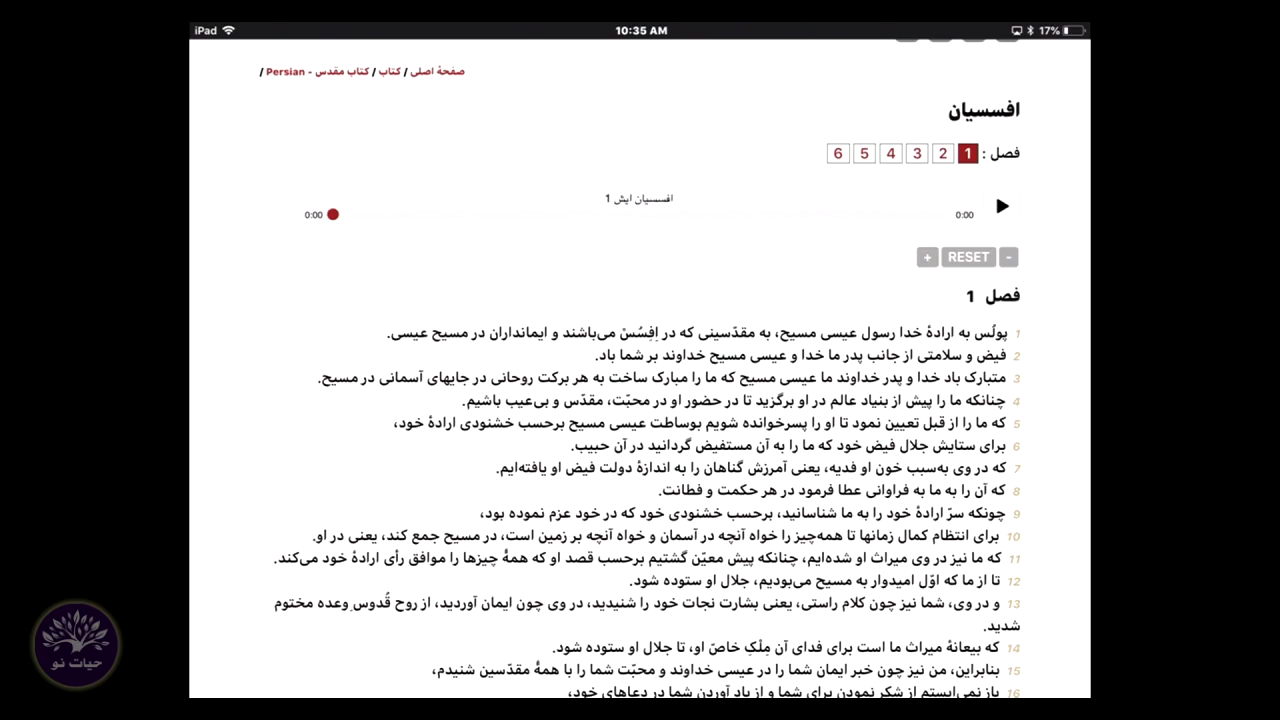 iPad
10:35 AM
17%
صفحهٔ اصلی / کتاب / کتاب مقدس - Persian /
افسسیان
فصل : 1 2 3 4 5 6
افسسیان ایش 1
0:00
0:00
+ RESET -
فصل 1
1 پولُس به ارادهٔ خدا رسول عیسی مسیح، به مقدّسینی که در اِفِسُسْ می‌باشند و ایمانداران در مسیح عیسی.
2 فیض و سلامتی از جانب پدر ما خدا و عیسی مسیح خداوند بر شما باد.
3 متبارک باد خدا و پدر خداوند ما عیسی مسیح که ما را مبارک ساخت به هر برکت روحانی در جایهای آسمانی در مسیح.
4 چنانکه ما را پیش از بنیاد عالم در او برگزید تا در حضور او در محبّت، مقدّس و بی‌عیب باشیم.
5 که ما را از قبل تعیین نمود تا او را پسرخوانده شویم بوساطت عیسی مسیح برحسب خشنودی ارادهٔ خود،
6 برای ستایش جلال فیض خود که ما را به آن مستفیض گردانید در آن حبیب.
7 که در وی به‌سبب خون او فدیه، یعنی آمرزش گناهان را به اندازهٔ دولت فیض او یافته‌ایم.
8 که آن را به ما به فراوانی عطا فرمود در هر حکمت و فطانت.
9 چونکه سرّ ارادهٔ خود را به ما شناسانید، برحسب خشنودی خود که در خود عزم نموده بود،
10 برای انتظام کمال زمانها تا همه‌چیز را خواه آنچه در آسمان و خواه آنچه بر زمین است، در مسیح جمع کند، یعنی در او.
11 که ما نیز در وی میراث او شده‌ایم، چنانکه پیش معیّن گشتیم برحسب قصد او که همهٔ چیزها را موافق رأی ارادهٔ خود می‌کند.
12 تا از ما که اوّل امیدوار به مسیح می‌بودیم، جلال او ستوده شود.
13 و در وی، شما نیز چون کلام راستی، یعنی بشارت نجات خود را شنیدید، در وی چون ایمان آوردید، از روح قُدوسِ وعده مختوم
شدید.
14 که بیعانهٔ میراث ما است برای فدای آن مِلْکِ خاصّ او، تا جلال او ستوده شود.
15 بنابراین، من نیز چون خبر ایمان شما را در عیسی خداوند و محبّت شما را با همهٔ مقدّسین شنیدم،
16 باز نمی‌ایستم از شکر نمودن برای شما و از یاد آوردن شما در دعاهای خود،
حیات نو